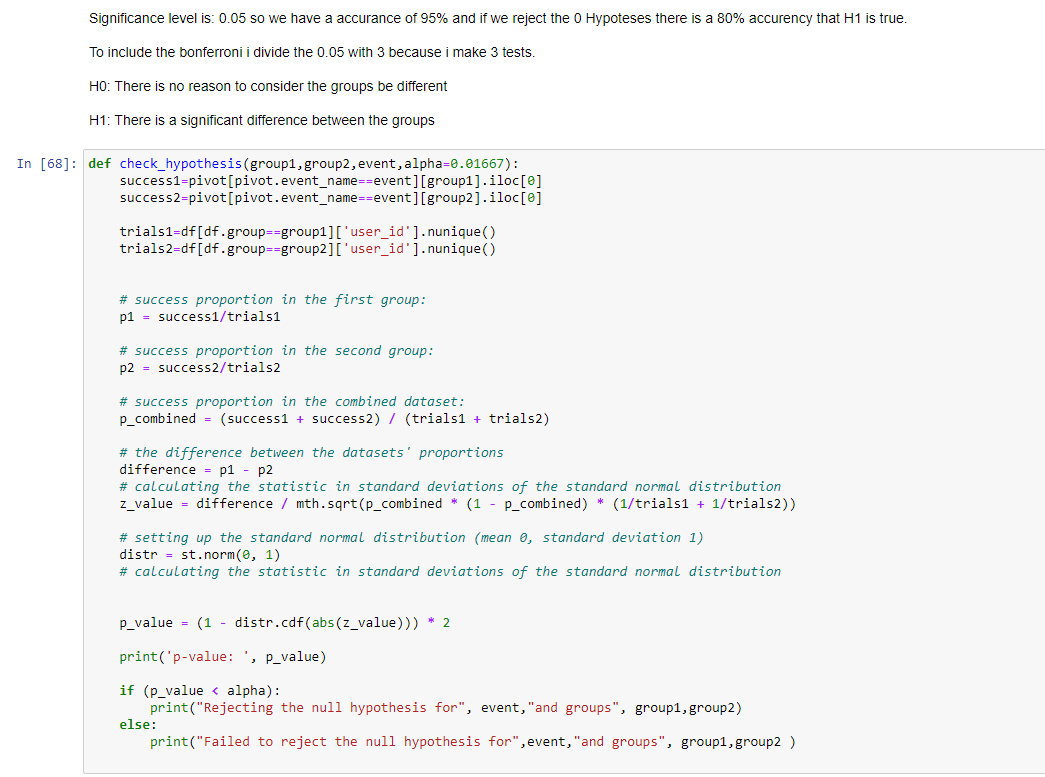 Significance level is: 0.05 so we have a accurance of 95% and if we reject the 0 Hypoteses there is a 80% accurency that H1 is true.
To include the bonferroni i divide the 0.05 with 3 because i make 3 tests.
H0: There is no reason to consider the groups be different
H1: There is a significant difference between the groups
In [68]: def check_hypothesis(group1,group2,event,alpha=0.01667):
    success1=pivot[pivot.event_name==event][group1].iloc[0]
    success2=pivot[pivot.event_name==event][group2].iloc[0]
    trials1=df[df.group==group1]['user_id'].nunique()
    trials2=df[df.group==group2]['user_id'].nunique()
    # success proportion in the first group:
    p1 = success1/trials1
    # success proportion in the second group:
    p2 = success2/trials2
    # success proportion in the combined dataset:
    p_combined = (success1 + success2) / (trials1 + trials2)
    # the difference between the datasets' proportions
    difference = p1 - p2
    # calculating the statistic in standard deviations of the standard normal distribution
    z_value = difference / mth.sqrt(p_combined * (1 - p_combined) * (1/trials1 + 1/trials2))
    # setting up the standard normal distribution (mean 0, standard deviation 1)
    distr = st.norm(0, 1)
    # calculating the statistic in standard deviations of the standard normal distribution
    p_value = (1 - distr.cdf(abs(z_value))) * 2
    print('p-value: ', p_value)
    if (p_value < alpha):
        print("Rejecting the null hypothesis for", event,"and groups", group1,group2)
    else:
        print("Failed to reject the null hypothesis for",event,"and groups", group1,group2 )